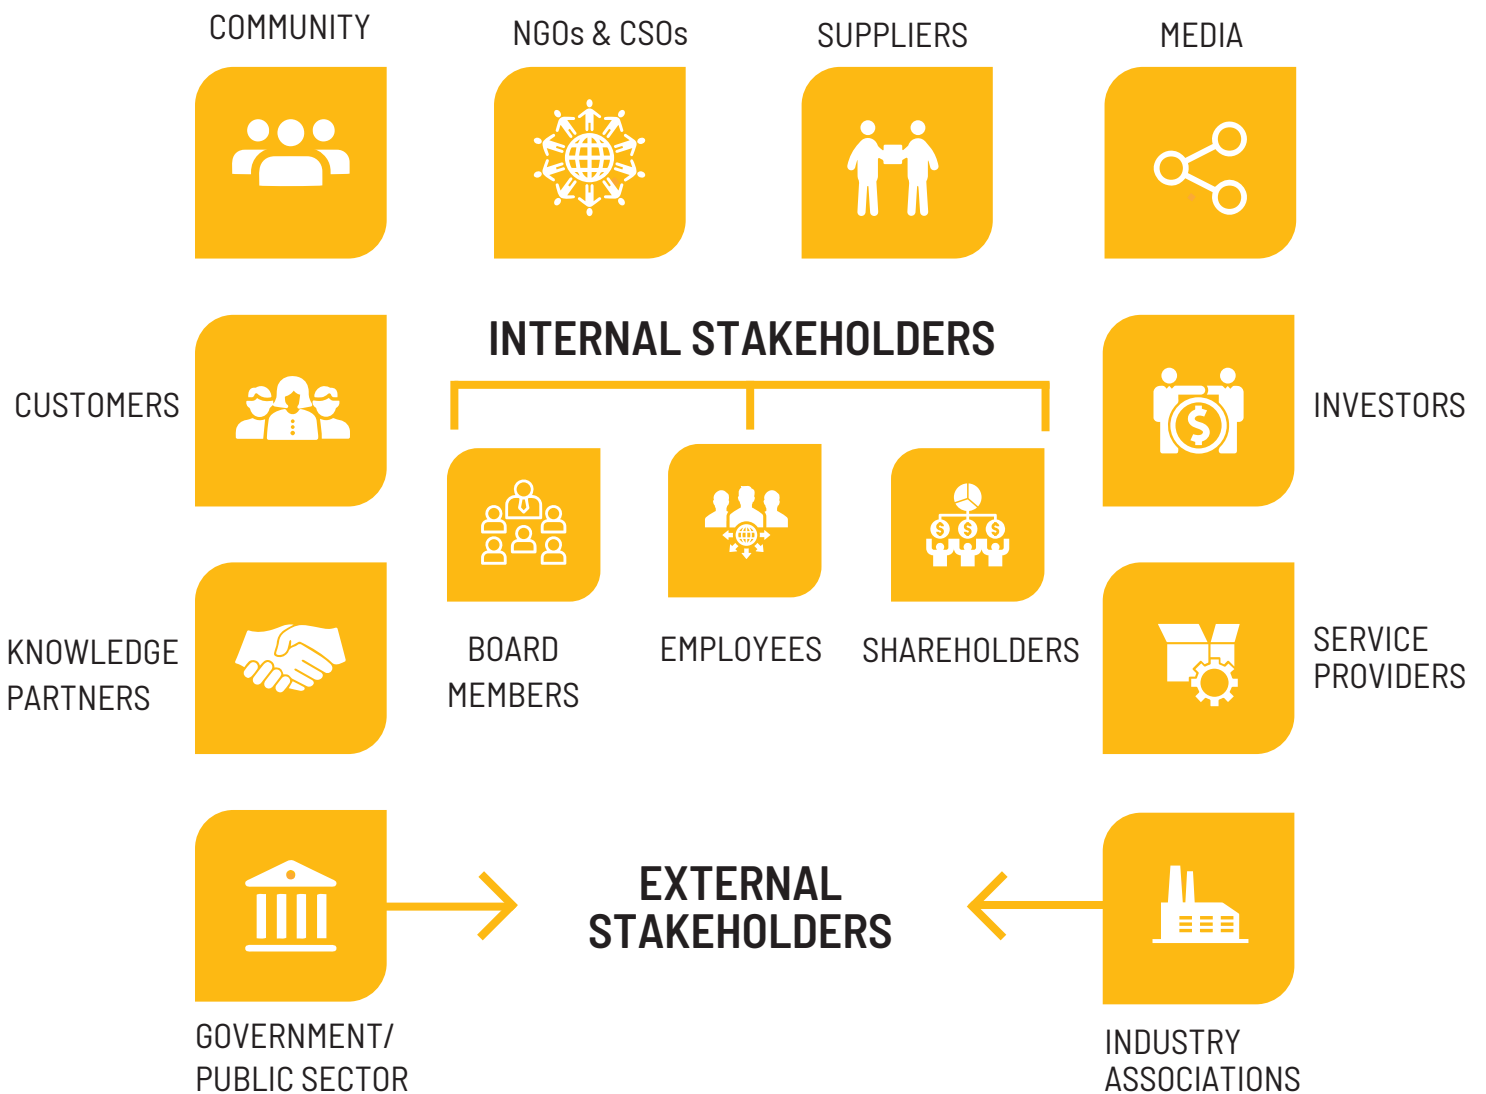 COMMUNITY
NGOs & CSOs
SUPPLIERS
MEDIA
INTERNAL STAKEHOLDERS
CUSTOMERS
INVESTORS
BOARD
MEMBERS
EMPLOYEES
SHAREHOLDERS
KNOWLEDGE
PARTNERS
SERVICE
PROVIDERS
EXTERNAL
STAKEHOLDERS
GOVERNMENT/
PUBLIC SECTOR
INDUSTRY
ASSOCIATIONS